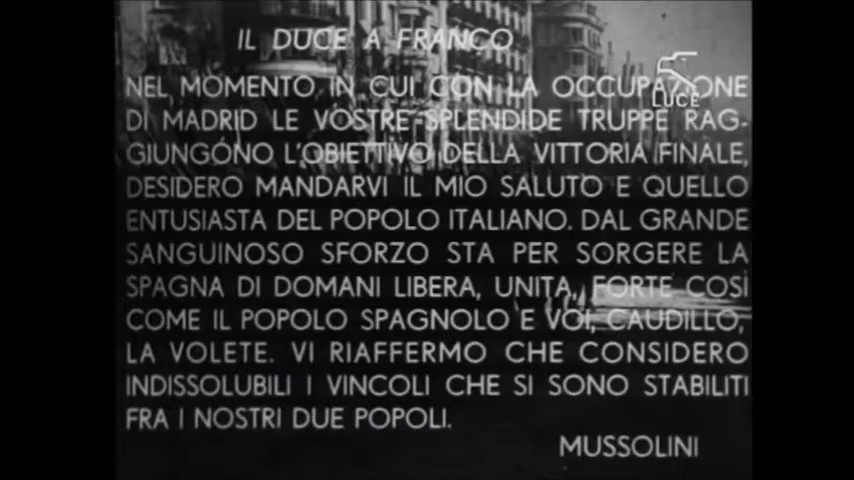 IL DUCE A FRANCO
LUCE
NEL MOMENTO IN CUI CON LA OCCUPAZIONE
DI MADRID LE VOSTRE SPLENDIDE TRUPPE RAG-
GIUNGONO L'OBIETTIVO DELLA VITTORIA FINALE,
DESIDERO MANDARVI IL MIO SALUTO E QUELLO
ENTUSIASTA DEL POPOLO ITALIANO. DAL GRANDE
SANGUINOSO SFORZO STA PER SORGERE LA
SPAGNA DI DOMANI LIBERA, UNITA, FORTE COSÌ
COME IL POPOLO SPAGNOLO E VOI, CAUDILLO,
LA VOLETE. VI RIAFFERMO CHE CONSIDERO
INDISSOLUBILI I VINCOLI CHE SI SONO STABILITI
FRA I NOSTRI DUE POPOLI.
MUSSOLINI